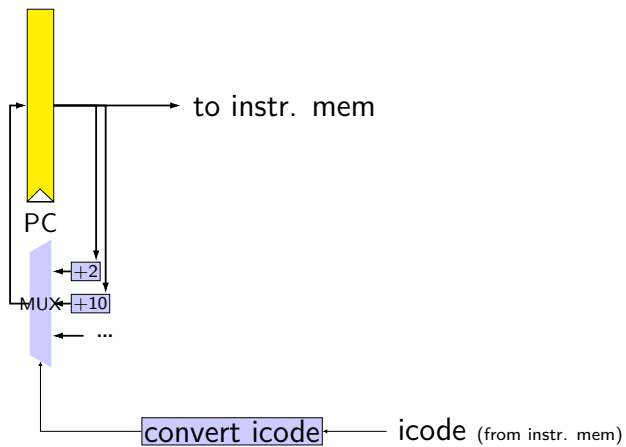 to instr. mem
PC
+2
MUX
+10
...
convert icode
icode (from instr. mem)